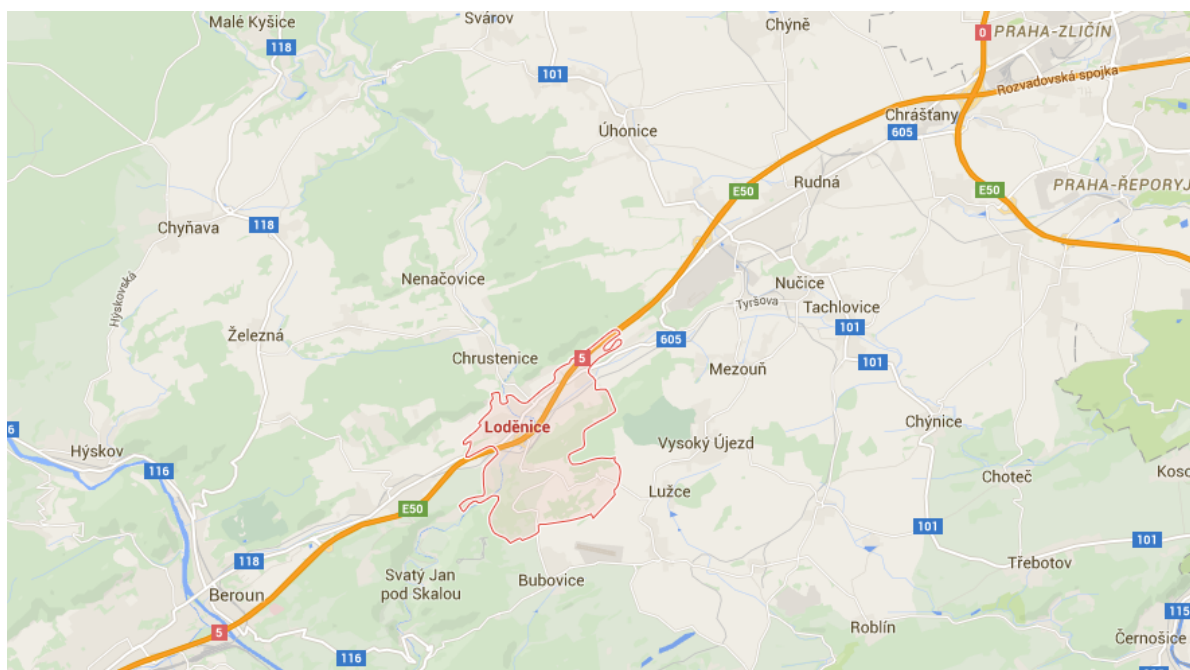 Malé Kyšice
Svárov
Chýně
0
PRAHA-ZLIČÍN
118
101
Rozvadovská spojka
Úhonice
Chrášťany
605
E50
Rudná
E50
PRAHA-ŘEPORYJ
Chyňava
118
Nenačovice
Nučice
Hýskovská
Tyršova
Tachlovice
Železná
101
605
Chrustenice
5
Mezouň
101
Loděnice
Chýnice
6
Hýskov
116
Vysoký Újezd
Choteč
Koso
Lužce
E50
101
101
118
Třebotov
Svatý Jan
pod Skalou
Bubovice
Beroun
115
5
Roblín
Černošice
116